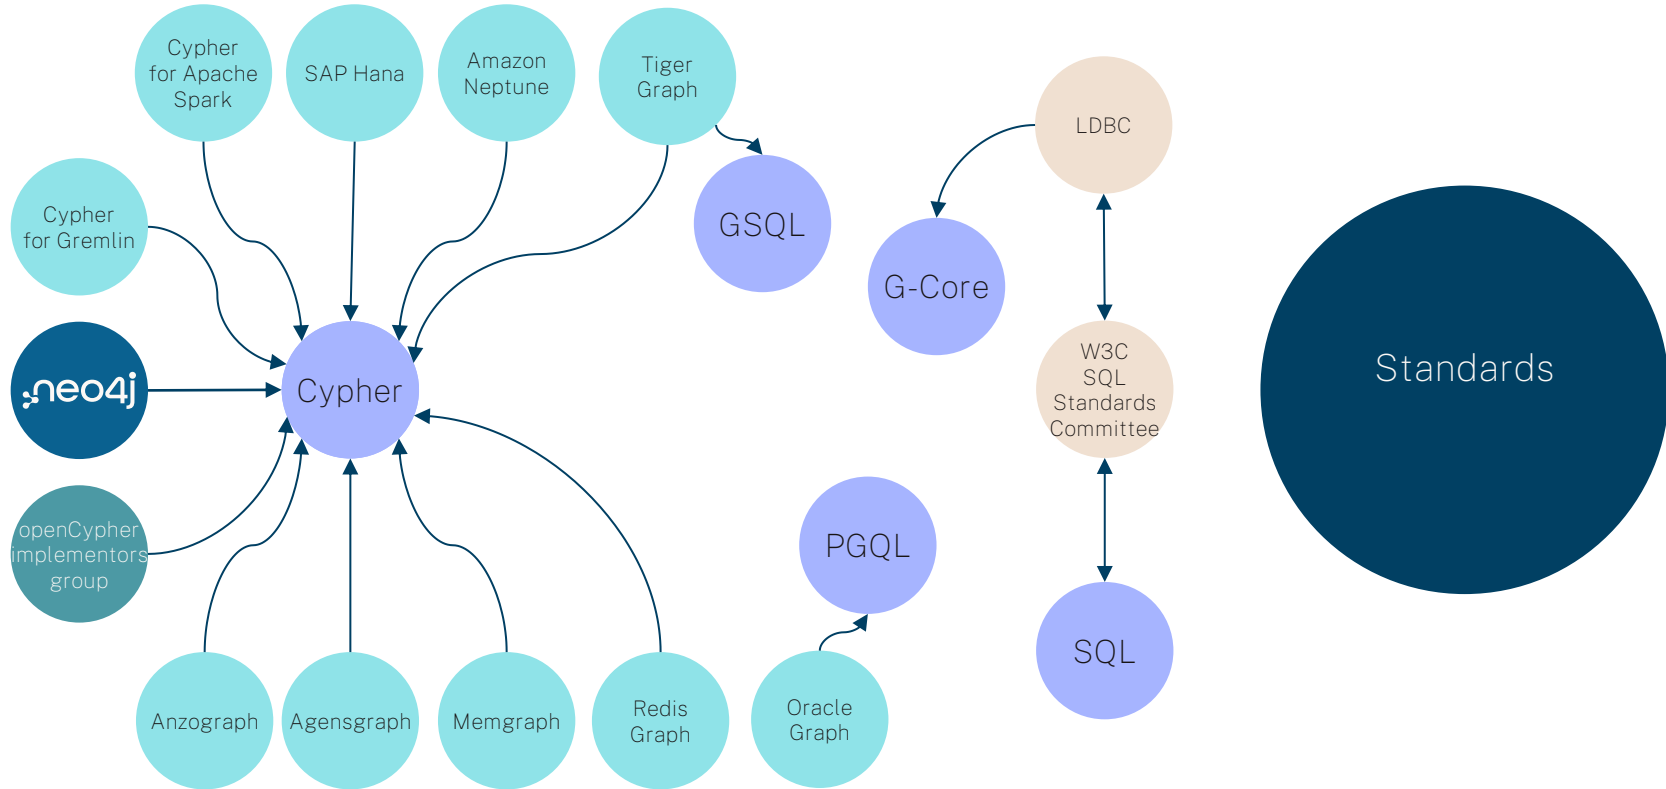 Cypher
for Apache
Spark
SAP Hana
Amazon
Neptune
Tiger
Graph
LDBC
Cypher
for Gremlin
GSQL
G-Core
neo4j
Cypher
W3C
SQL
Standards
Committee
Standards
openCypher
implementors
group
PGQL
SQL
Anzograph
Agensgraph
Memgraph
Redis
Graph
Oracle
Graph